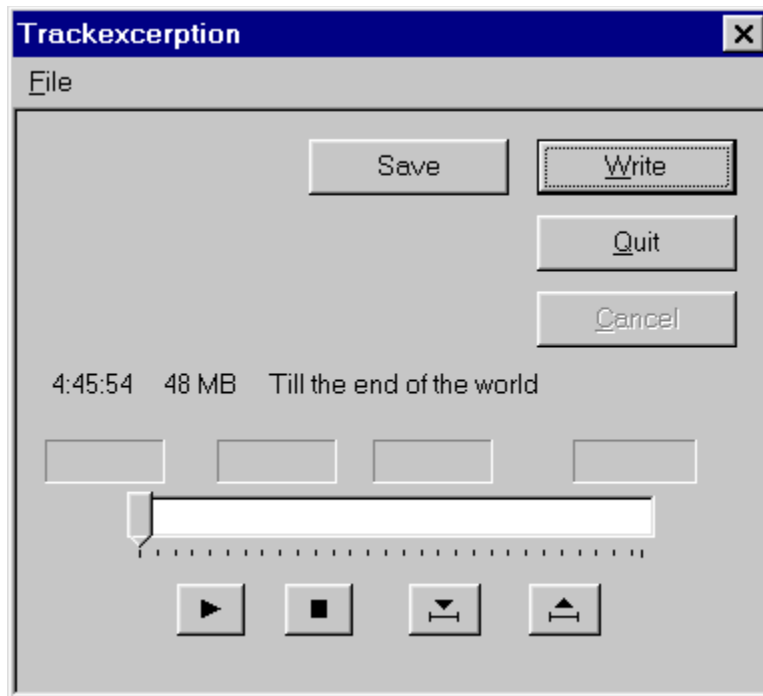 Trackexcerption
File
Save
Write
Quit
Cancel
4:45:54 48 MB Till the end of the world